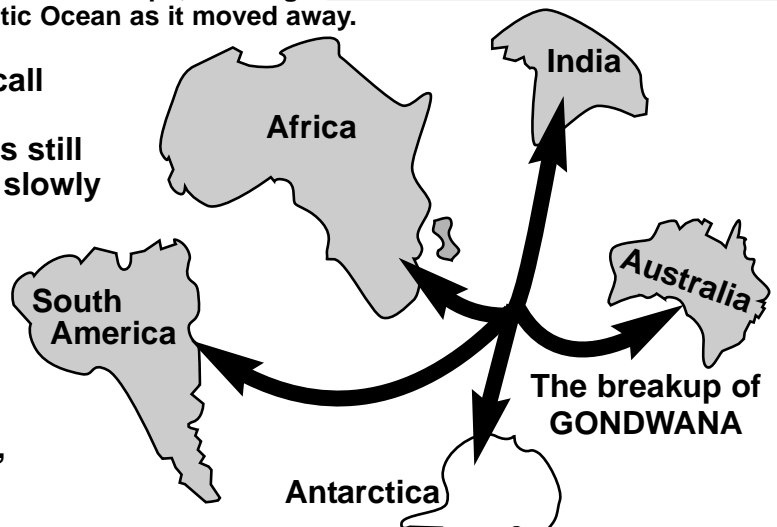 tic Ocean as it moved away.
call
s still
slowly
India
Africa
Australia
South
America
The breakup of
GONDWANA
Antarctica
,